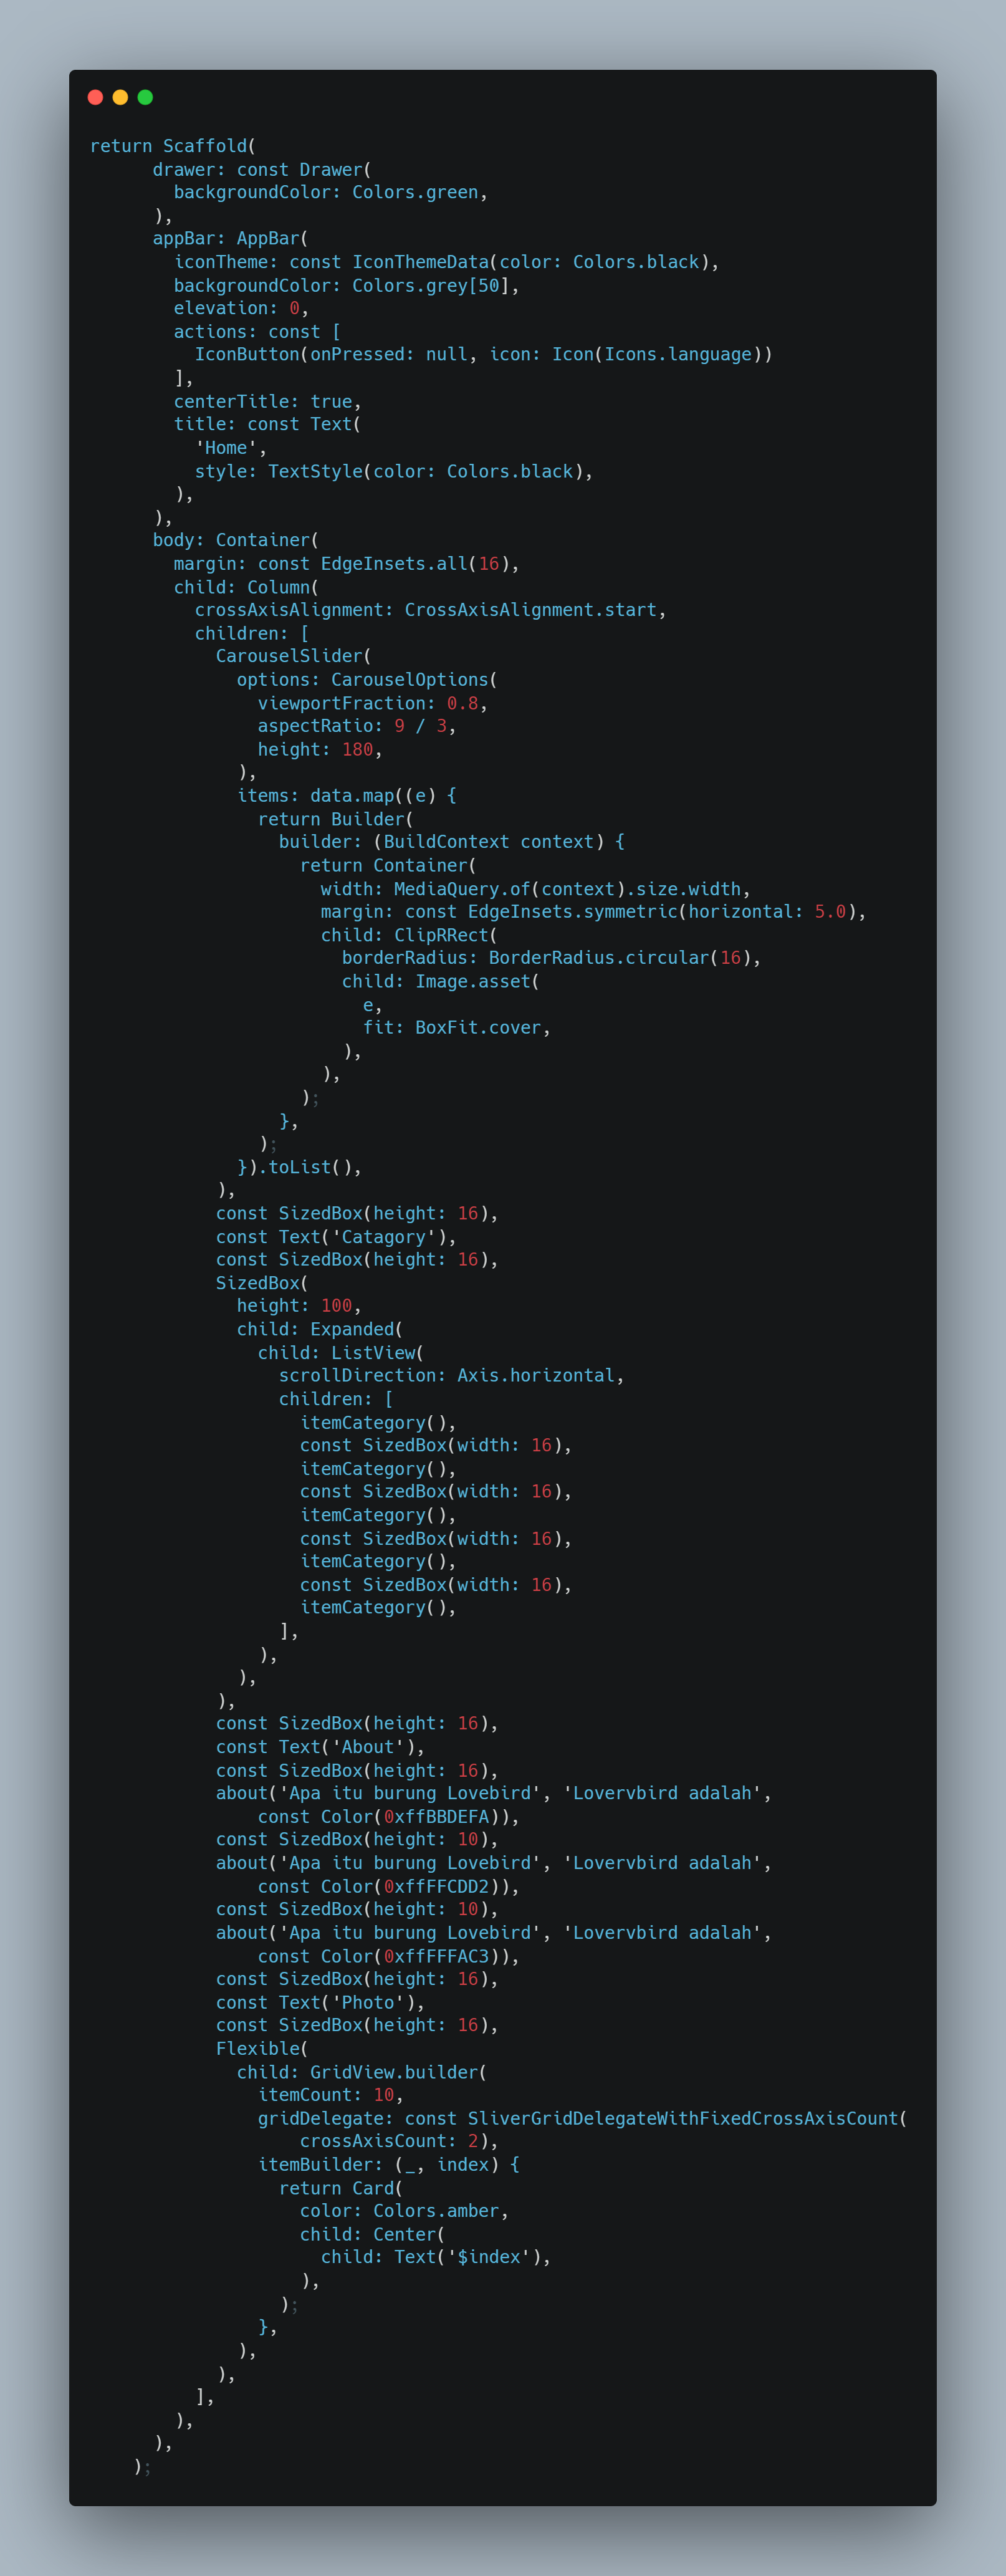 return Scaffold(
      drawer: const Drawer(
        backgroundColor: Colors.green,
      ),
      appBar: AppBar(
        iconTheme: const IconThemeData(color: Colors.black),
        backgroundColor: Colors.grey[50],
        elevation: 0,
        actions: const [
          IconButton(onPressed: null, icon: Icon(Icons.language))
        ],
        centerTitle: true,
        title: const Text(
          'Home',
          style: TextStyle(color: Colors.black),
        ),
      ),
      body: Container(
        margin: const EdgeInsets.all(16),
        child: Column(
          crossAxisAlignment: CrossAxisAlignment.start,
          children: [
            CarouselSlider(
              options: CarouselOptions(
                viewportFraction: 0.8,
                aspectRatio: 9 / 3,
                height: 180,
              ),
              items: data.map((e) {
                return Builder(
                  builder: (BuildContext context) {
                    return Container(
                      width: MediaQuery.of(context).size.width,
                      margin: const EdgeInsets.symmetric(horizontal: 5.0),
                      child: ClipRRect(
                        borderRadius: BorderRadius.circular(16),
                        child: Image.asset(
                          e,
                          fit: BoxFit.cover,
                        ),
                      ),
                    );
                  },
                );
              }).toList(),
            ),
            const SizedBox(height: 16),
            const Text('Catagory'),
            const SizedBox(height: 16),
            SizedBox(
              height: 100,
              child: Expanded(
                child: ListView(
                  scrollDirection: Axis.horizontal,
                  children: [
                    itemCategory(),
                    const SizedBox(width: 16),
                    itemCategory(),
                    const SizedBox(width: 16),
                    itemCategory(),
                    const SizedBox(width: 16),
                    itemCategory(),
                    const SizedBox(width: 16),
                    itemCategory(),
                  ],
                ),
              ),
            ),
            const SizedBox(height: 16),
            const Text('About'),
            const SizedBox(height: 16),
            about('Apa itu burung Lovebird', 'Lovervbird adalah',
                const Color(0xffBBDEFA)),
            const SizedBox(height: 10),
            about('Apa itu burung Lovebird', 'Lovervbird adalah',
                const Color(0xffFFCDD2)),
            const SizedBox(height: 10),
            about('Apa itu burung Lovebird', 'Lovervbird adalah',
                const Color(0xffFFFAC3)),
            const SizedBox(height: 16),
            const Text('Photo'),
            const SizedBox(height: 16),
            Flexible(
              child: GridView.builder(
                itemCount: 10,
                gridDelegate: const SliverGridDelegateWithFixedCrossAxisCount(
                    crossAxisCount: 2),
                itemBuilder: (_, index) {
                  return Card(
                    color: Colors.amber,
                    child: Center(
                      child: Text('$index'),
                    ),
                  );
                },
              ),
            ),
          ],
        ),
      ),
    );